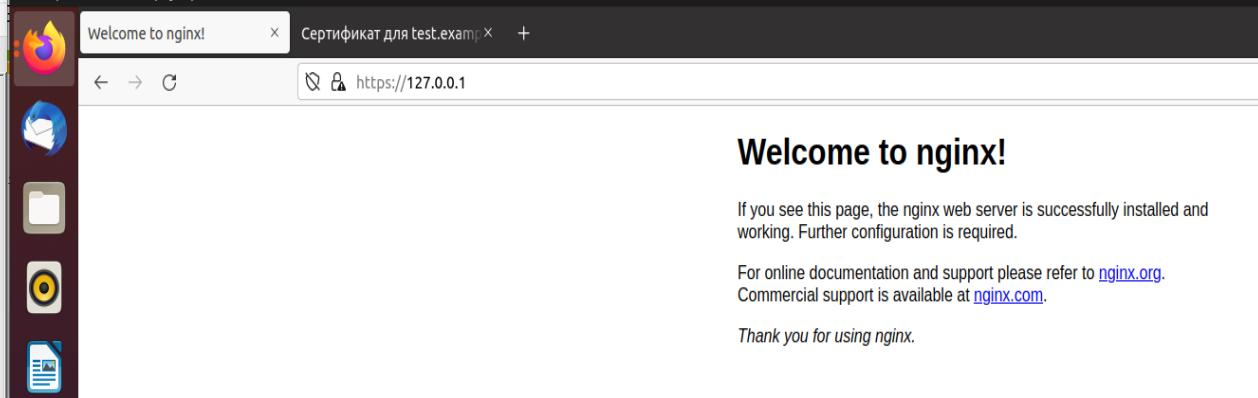 Welcome to nginx!
Сертификат для test.examp
https://127.0.0.1
Welcome to nginx!
If you see this page, the nginx web server is successfully installed and
working. Further configuration is required.
For online documentation and support please refer to nginx.org.
Commercial support is available at nginx.com.
Thank you for using nginx.